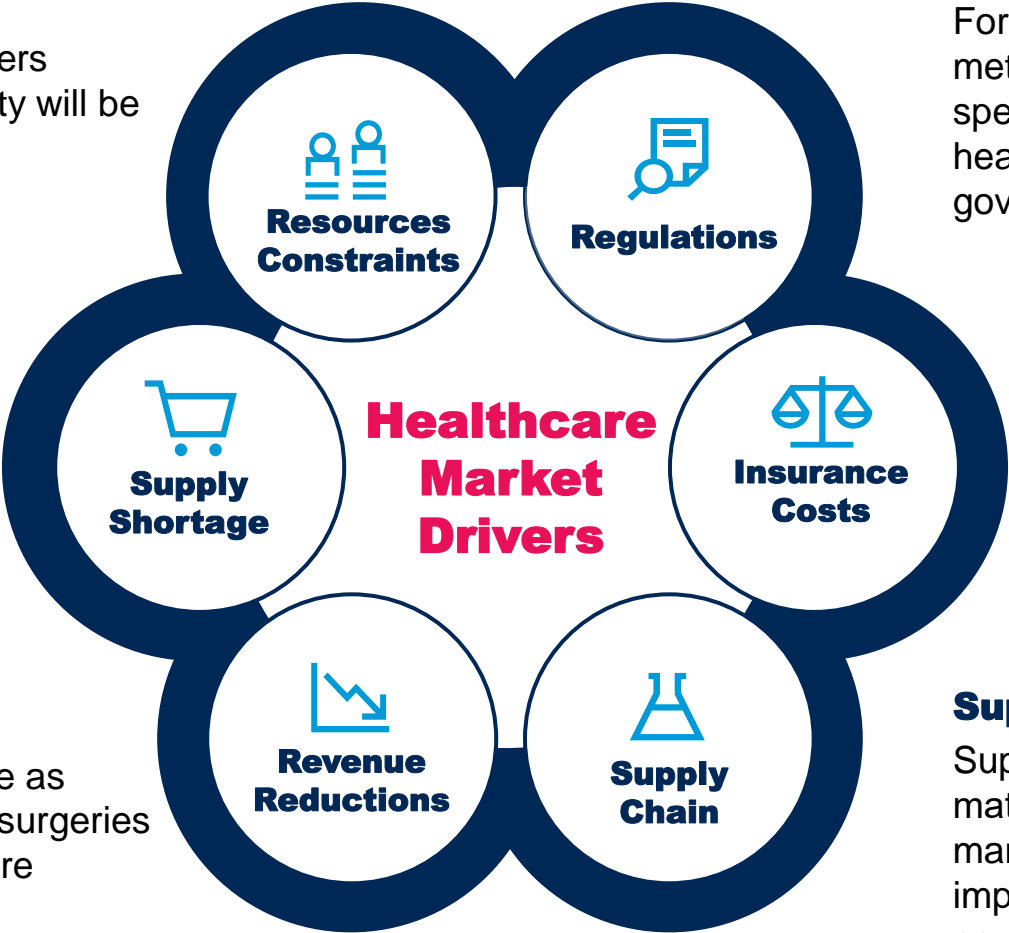 ers
ty will be
For
met
spe
hea
gov
Resources
Constraints
Regulations
Healthcare
Market
Drivers
Supply
Shortage
Insurance
Costs
Revenue
Reductions
Supply
Chain
e as
surgeries
re
Sup
Sup
mat
mar
imp